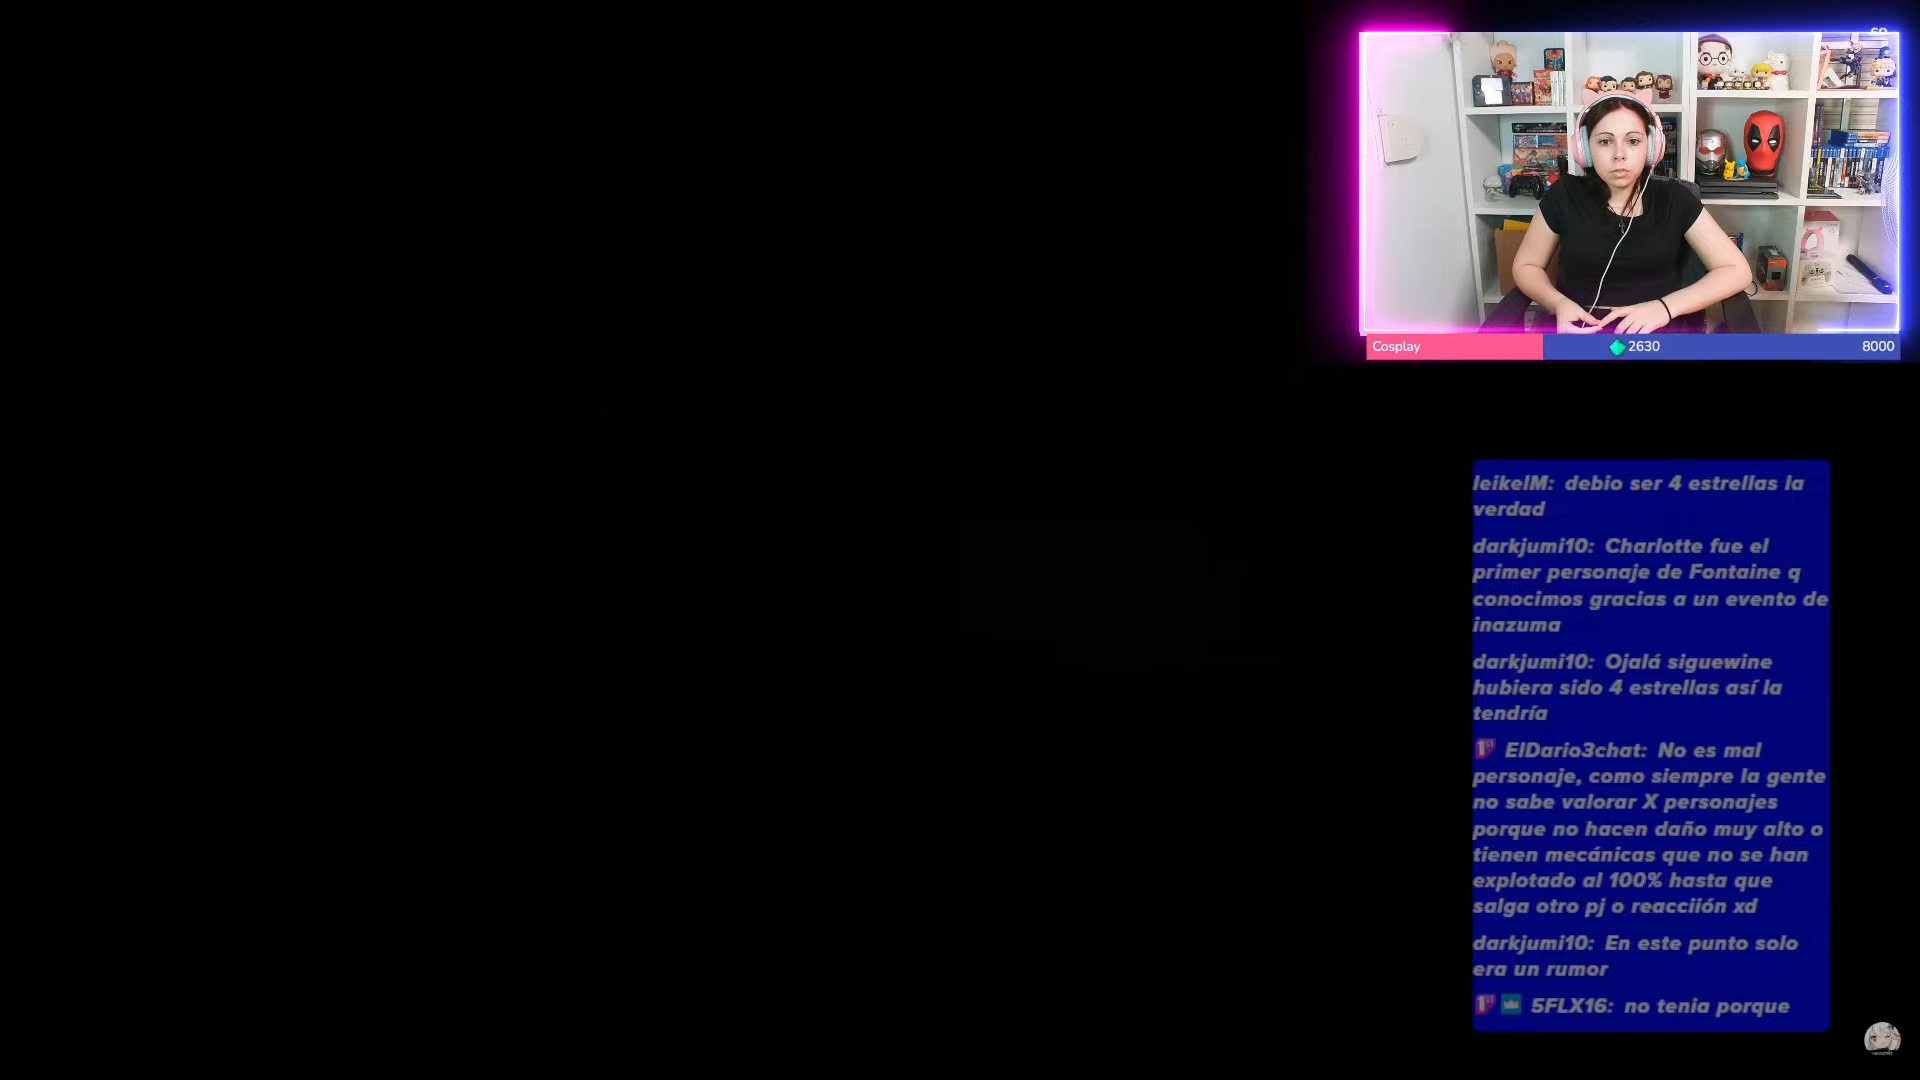 60
Cosplay
2630
8000
leikelM: debio ser 4 estrellas la
verdad
darkjumi10: Charlotte fue el
primer personaje de Fontaine q
conocimos gracias a un evento de
inazuma
darkjumi10: Ojalá siguewine
hubiera sido 4 estrellas así la
tendría
1st ElDario3chat: No es mal
personaje, como siempre la gente
no sabe valorar X personajes
porque no hacen daño muy alto o
tienen mecánicas que no se han
explotado al 100% hasta que
salga otro pj o reacciión xd
darkjumi10: En este punto solo
era un rumor
1st 5FLX16: no tenia porque